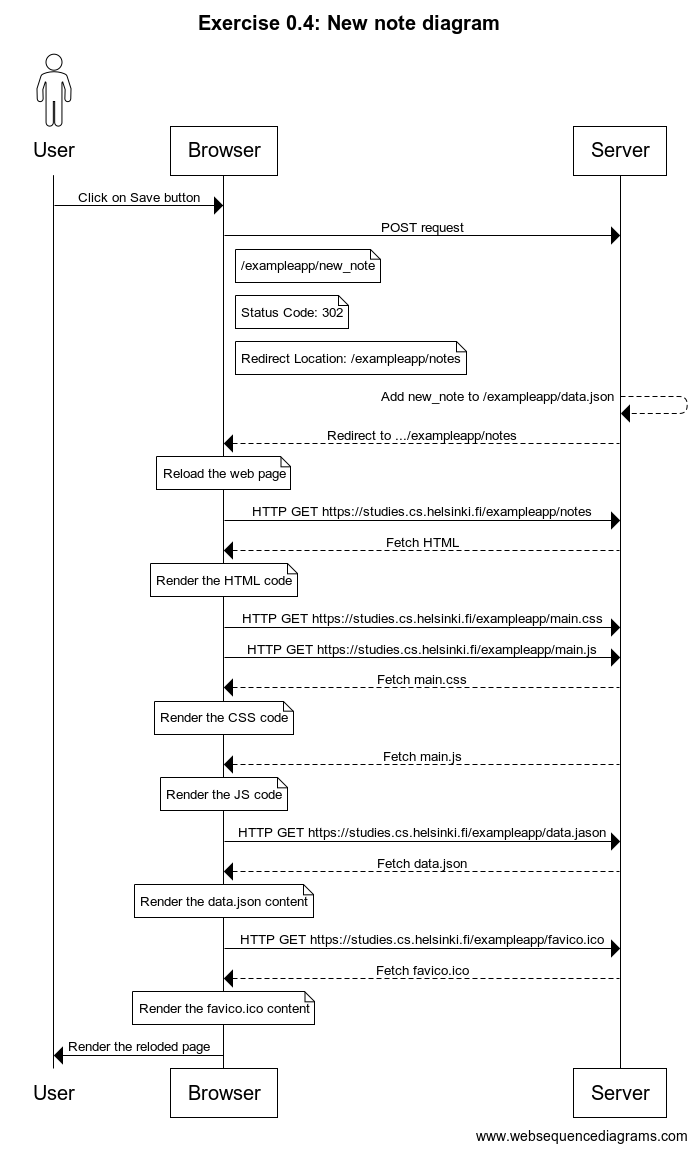 Exercise 0.4: New note diagram
User
Browser
Server
Click on Save button
POST request
/exampleapp/new_note
Status Code: 302
Redirect Location: /exampleapp/notes
Add new_note to /exampleapp/data.json
Redirect to .../exampleapp/notes
Reload the web page
HTTP GET https://studies.cs.helsinki.fi/exampleapp/notes
Fetch HTML
Render the HTML code
HTTP GET https://studies.cs.helsinki.fi/exampleapp/main.css
HTTP GET https://studies.cs.helsinki.fi/exampleapp/main.js
Fetch main.css
Render the CSS code
Fetch main.js
Render the JS code
HTTP GET https://studies.cs.helsinki.fi/exampleapp/data.jason
Fetch data.json
Render the data.json content
HTTP GET https://studies.cs.helsinki.fi/exampleapp/favico.ico
Fetch favico.ico
Render the favico.ico content
Render the reloded page
User
Browser
Server
www.websequencediagrams.com